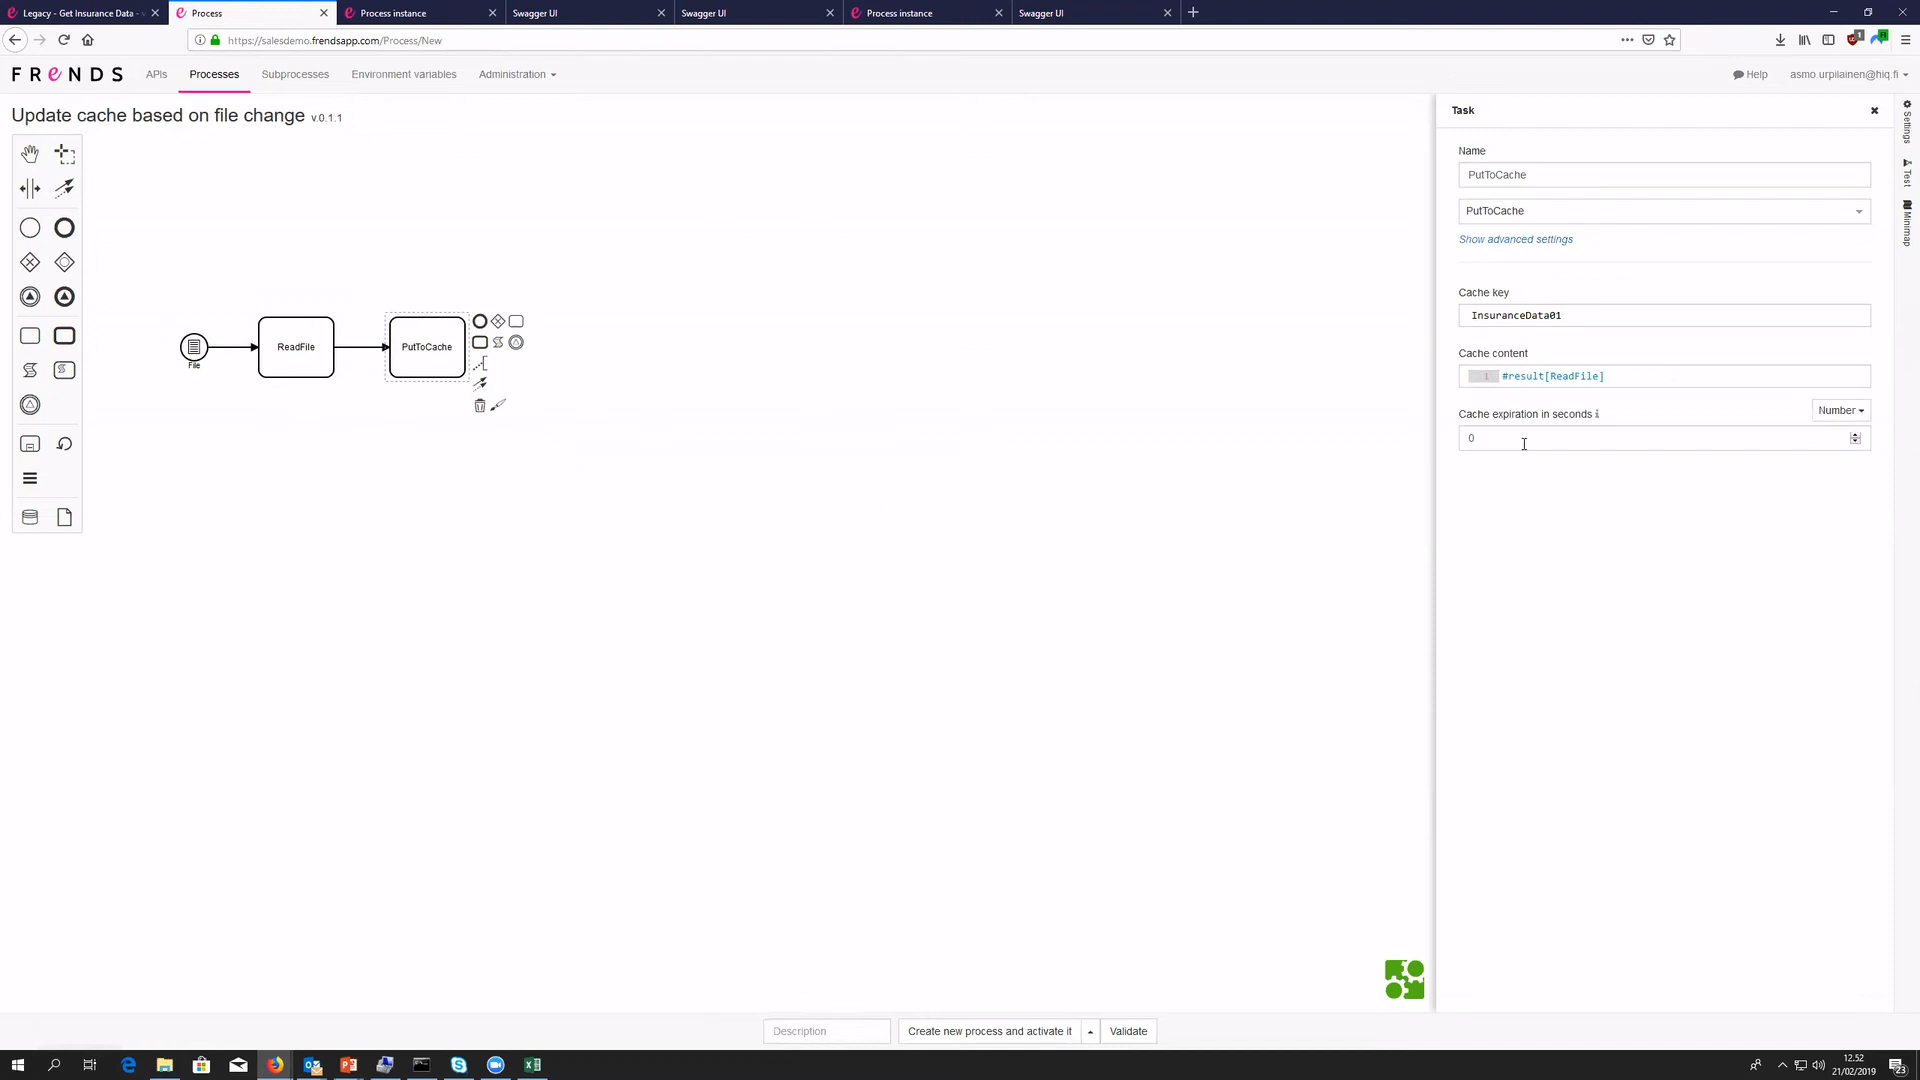 Legacy - Get Insurance Data -
Process
Process instance
Swagger UI
Swagger UI
Process instance
Swagger UI
https://salesdemo.frendsapp.com/Process/New
FRENDS
APIs
Processes
Subprocesses
Environment variables
Administration
Help
asmo.urpilainen@hiq.fi
Update cache based on file change v.0.1.1
Task
Settings
Test
Minimap
Name
PutToCache
PutToCache
Show advanced settings
Cache key
InsuranceData01
Cache content
1 #result[ReadFile]
Cache expiration in seconds
Number
0
File
ReadFile
PutToCache
Description
Create new process and activate it
Validate
12.52
21/02/2019
23